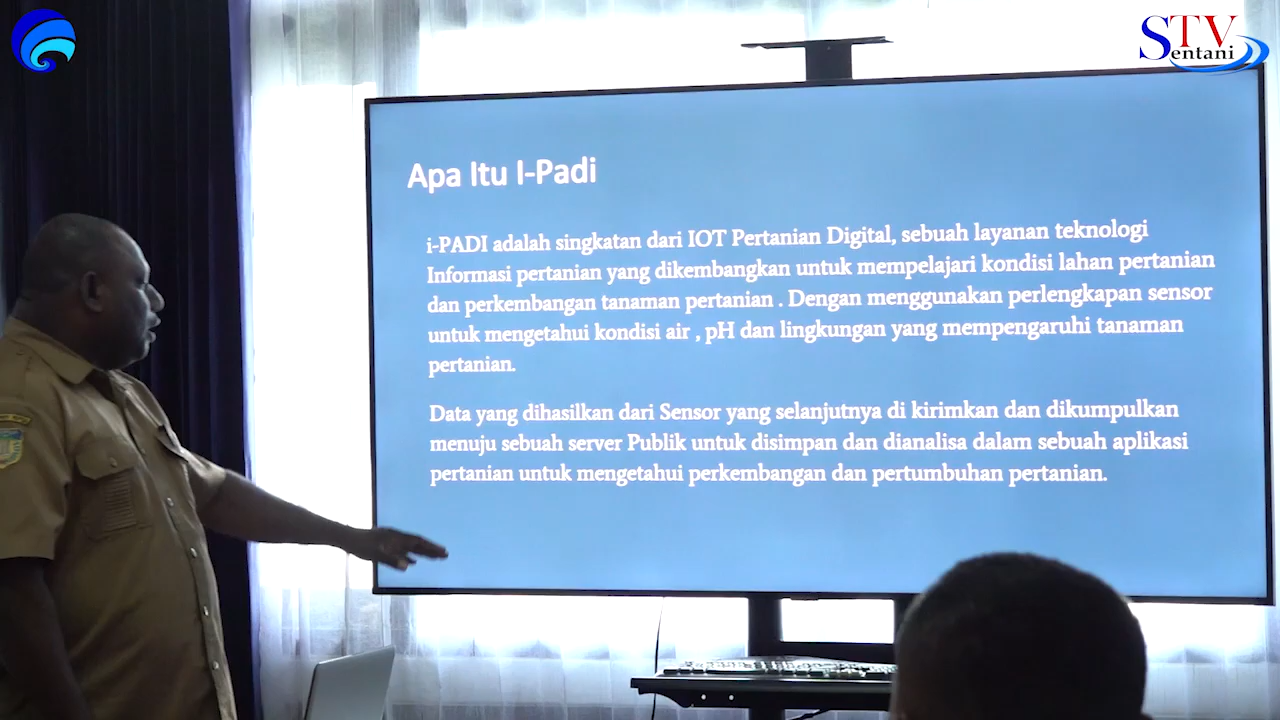 STV
Sentani
Apa Itu I-Padi
i-PADI adalah singkatan dari IOT Pertanian Digital, sebuah layanan teknologi
Informasi pertanian yang dikembangkan untuk mempelajari kondisi lahan pertanian
dan perkembangan tanaman pertanian . Dengan menggunakan perlengkapan sensor
untuk mengetahui kondisi air , pH dan lingkungan yang mempengaruhi tanaman
pertanian.
Data yang dihasilkan dari Sensor yang selanjutnya di kirimkan dan dikumpulkan
menuju sebuah server Publik untuk disimpan dan dianalisa dalam sebuah aplikasi
pertanian untuk mengetahui perkembangan dan pertumbuhan pertanian.